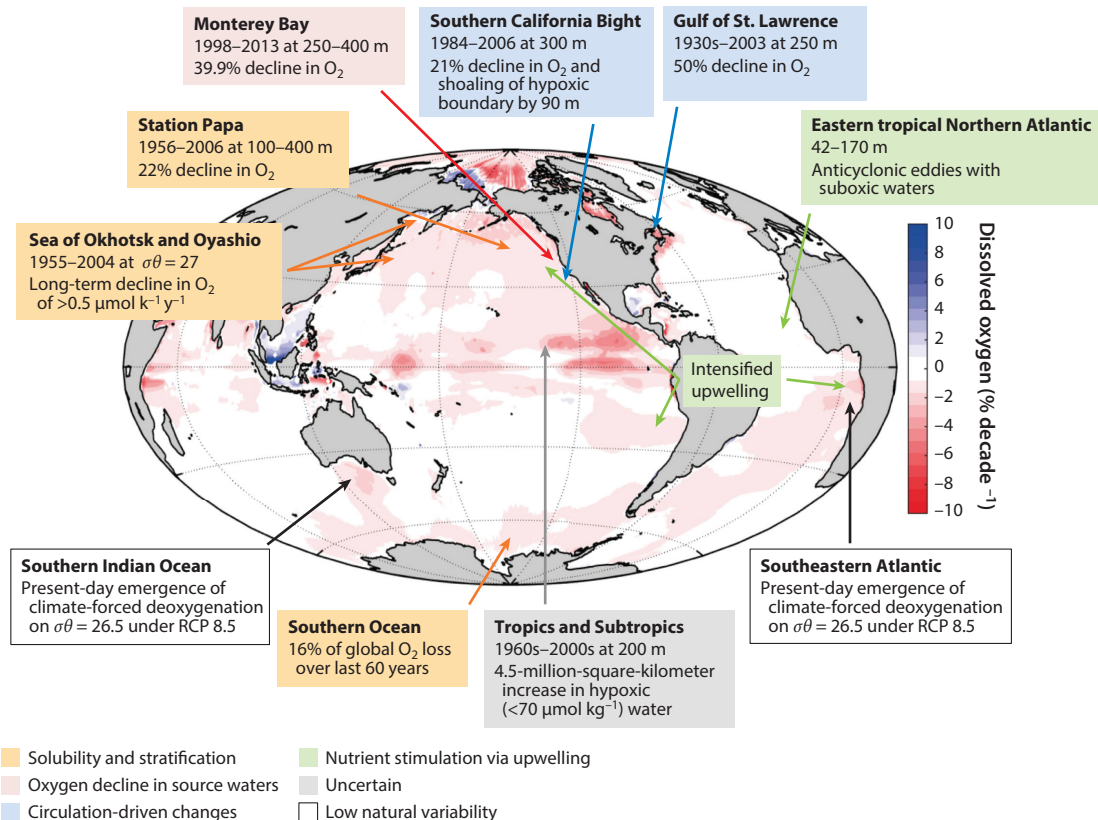 Monterey Bay
1998–2013 at 250–400 m
39.9% decline in O₂
Southern California Bight
1984–2006 at 300 m
21% decline in O₂ and
shoaling of hypoxic
boundary by 90 m
Gulf of St. Lawrence
1930s–2003 at 250 m
50% decline in O₂
Station Papa
1956–2006 at 100–400 m
22% decline in O₂
Eastern tropical Northern Atlantic
42–170 m
Anticyclonic eddies with
suboxic waters
Sea of Okhotsk and Oyashio
1955–2004 at σθ = 27
Long-term decline in O₂
of >0.5 μmol k⁻¹ y⁻¹
Intensified
upwelling
10
8
6
4
2
0
−2
−4
−6
−8
−10
Dissolved oxygen (% decade ⁻¹)
Southern Indian Ocean
Present-day emergence of
climate-forced deoxygenation
on σθ = 26.5 under RCP 8.5
Southern Ocean
16% of global O₂ loss
over last 60 years
Tropics and Subtropics
1960s–2000s at 200 m
4.5-million-square-kilometer
increase in hypoxic
(<70 μmol kg⁻¹) water
Southeastern Atlantic
Present-day emergence of
climate-forced deoxygenation
on σθ = 26.5 under RCP 8.5
Solubility and stratification
Oxygen decline in source waters
Circulation-driven changes
Nutrient stimulation via upwelling
Uncertain
Low natural variability